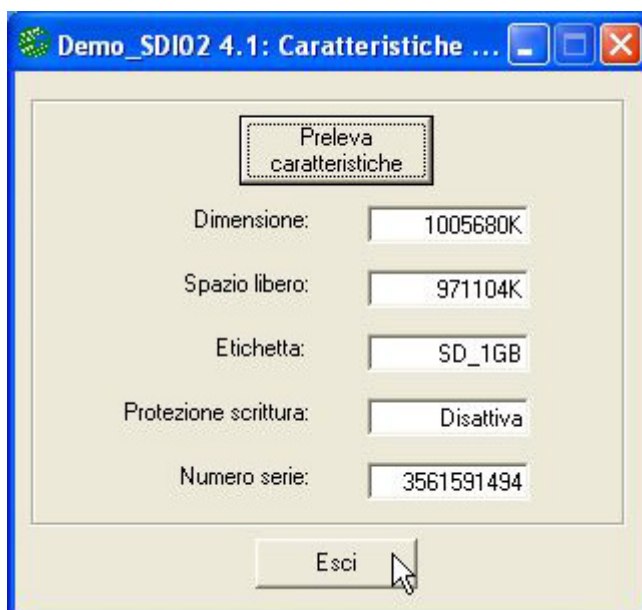 Demo_SDI02 4.1: Caratteristiche ...
Preleva
caratteristiche
Dimensione: 1005680K
Spazio libero: 971104K
Etichetta: SD_1GB
Protezione scrittura: Disattiva
Numero serie: 3561591494
Esci